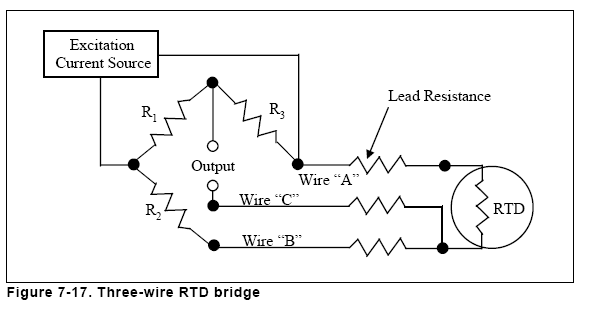 Excitation
Current Source
Lead Resistance
R1
R3
Output
Wire “A”
Wire “C”
R2
RTD
Wire “B”
Figure 7-17. Three-wire RTD bridge